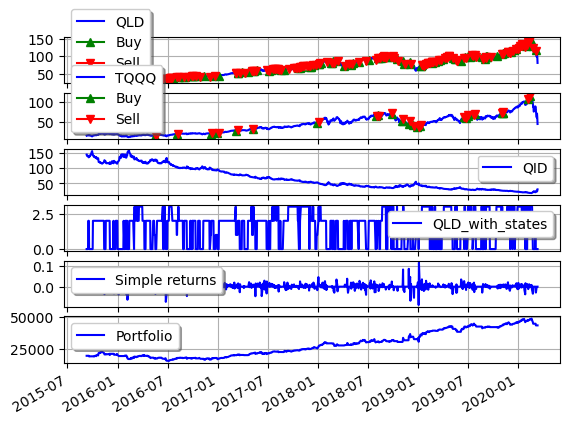 QLD
Buy
Sell
150
100
50
TQQQ
Buy
Sell
100
50
150
100
50
QID
2.5
0.0
QLD_with_states
0.1
0.0
Simple returns
50000
25000
Portfolio
2015-07
2016-01
2016-07
2017-01
2017-07
2018-01
2018-07
2019-01
2019-07
2020-01